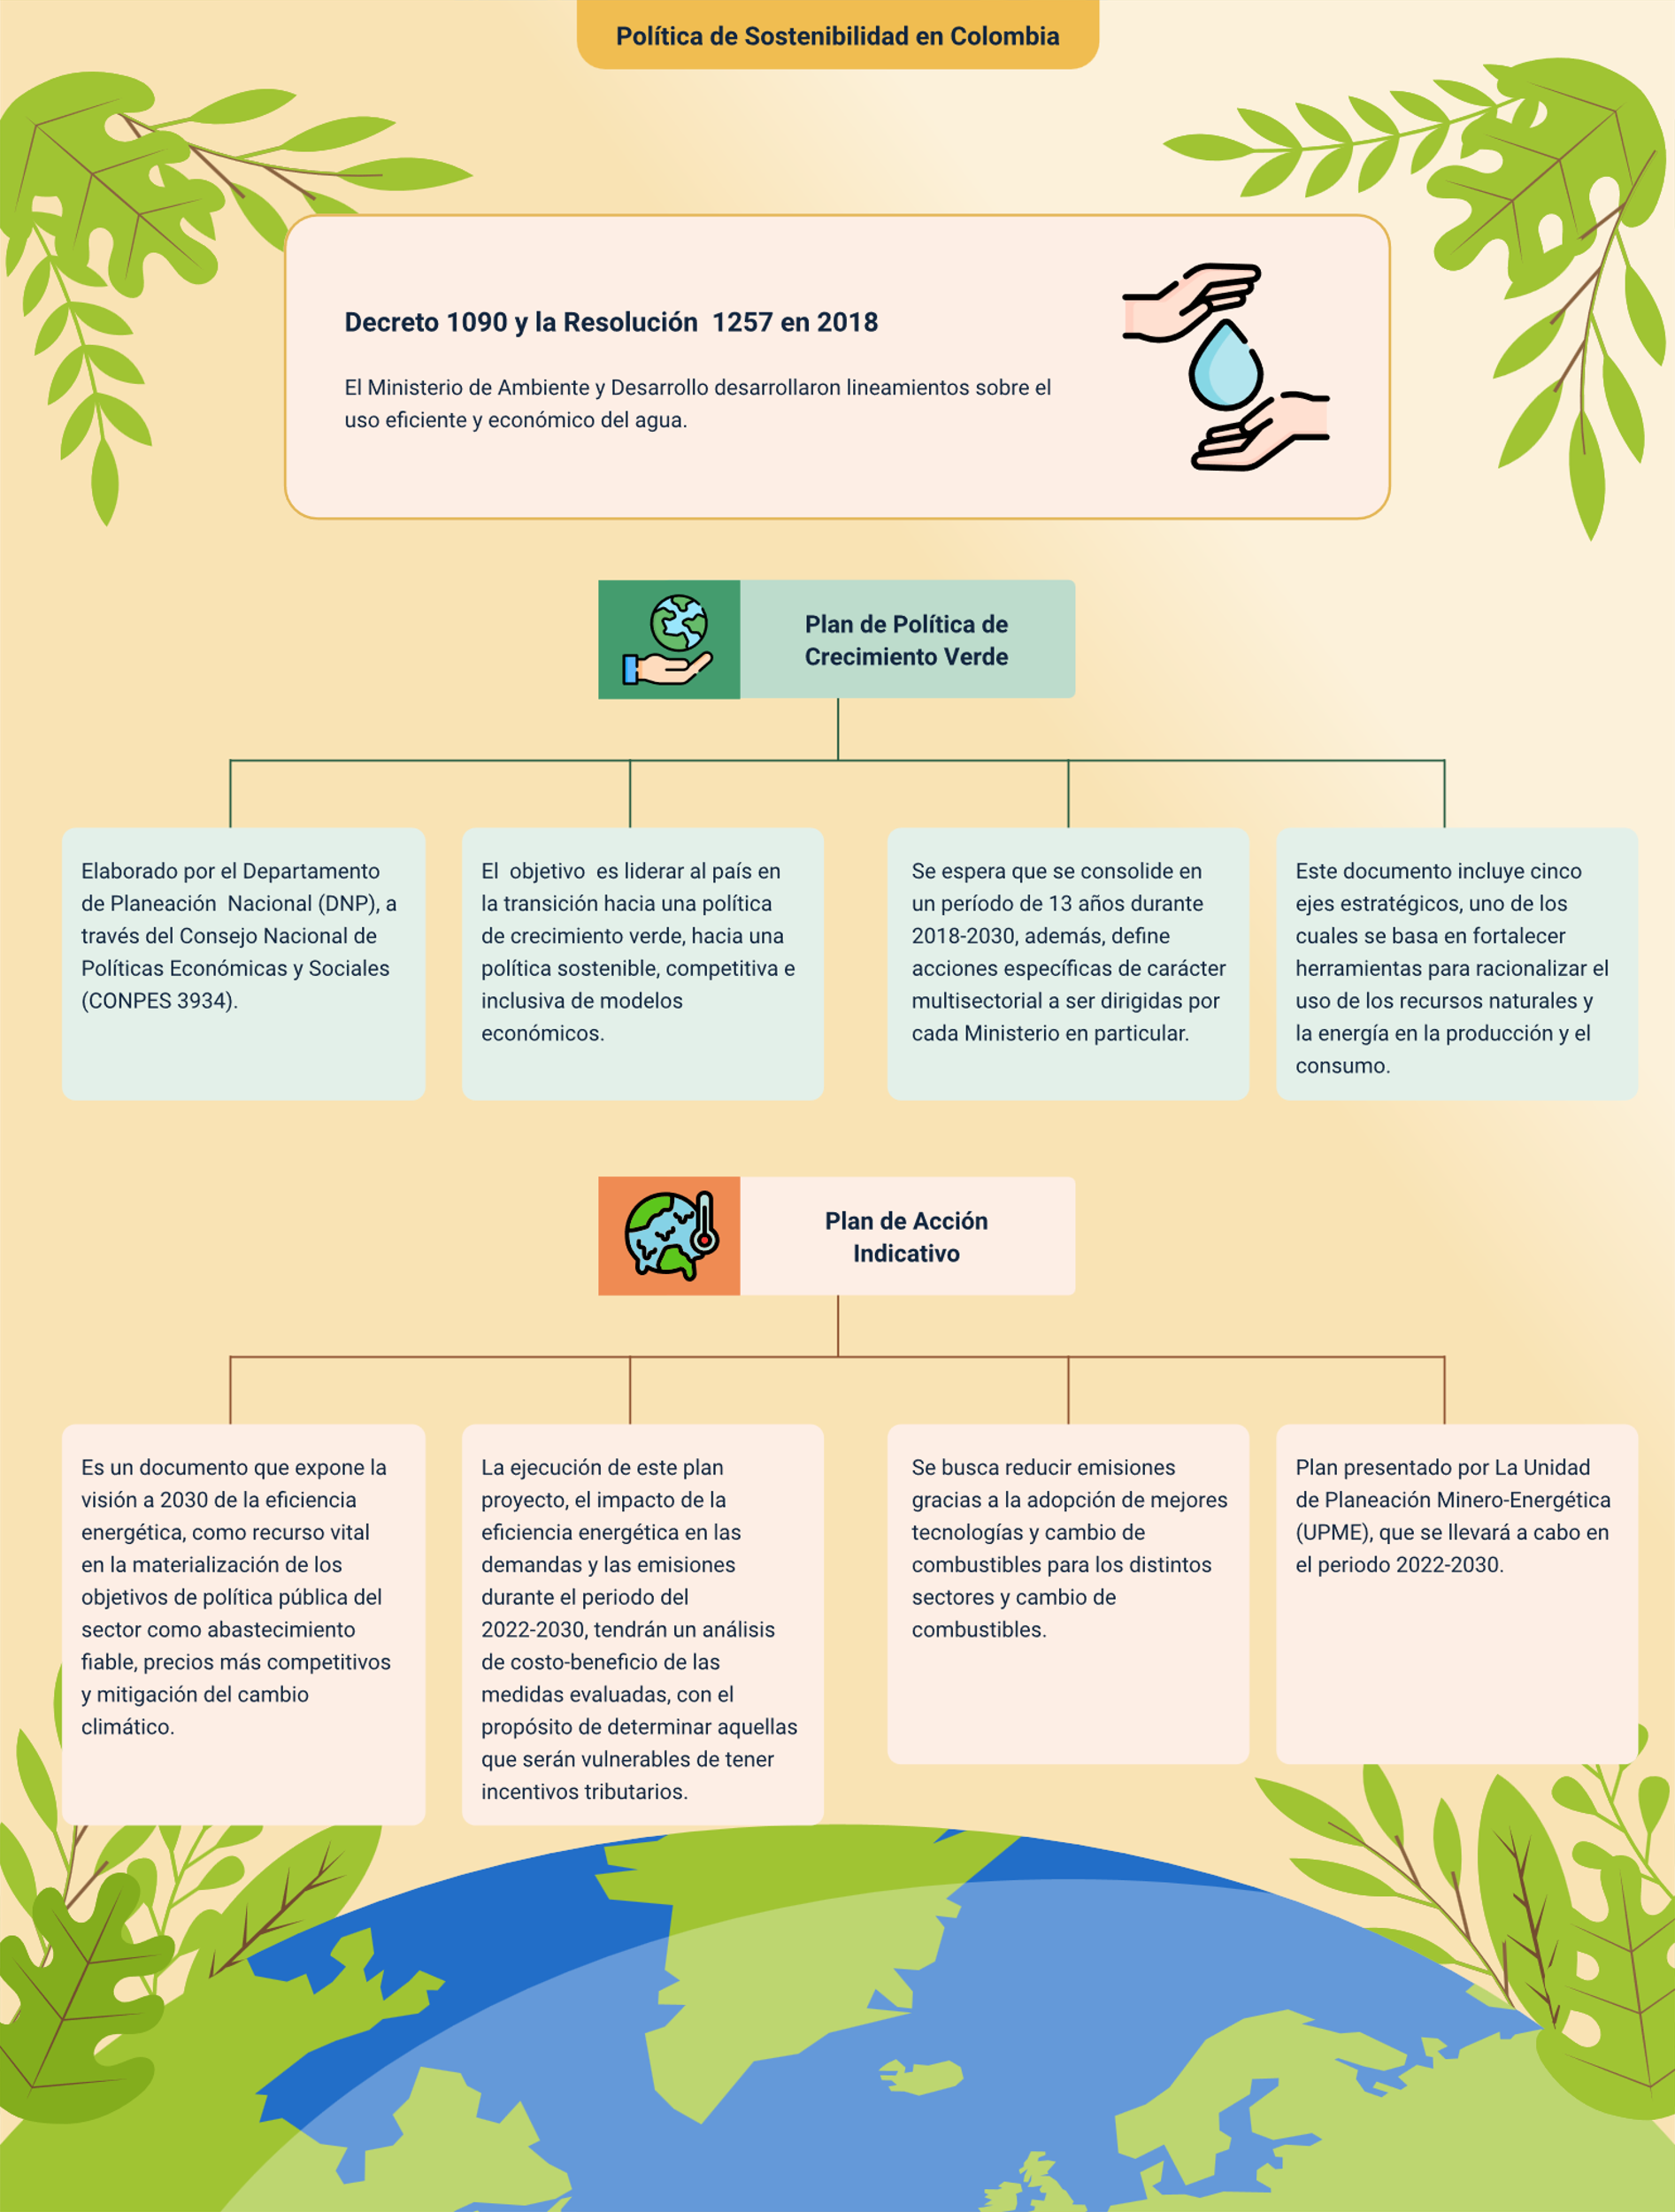 Política de Sostenibilidad en Colombia
Decreto 1090 y la Resolución  1257 en 2018
El Ministerio de Ambiente y Desarrollo desarrollaron lineamientos sobre el
uso eficiente y económico del agua.
Plan de Política de
Crecimiento Verde
Elaborado por el Departamento
de Planeación  Nacional (DNP), a
través del Consejo Nacional de
Políticas Económicas y Sociales
(CONPES 3934).
El  objetivo  es liderar al país en
la transición hacia una política
de crecimiento verde, hacia una
política sostenible, competitiva e
inclusiva de modelos
económicos.
Se espera que se consolide en
un período de 13 años durante
2018-2030, además, define
acciones específicas de carácter
multisectorial a ser dirigidas por
cada Ministerio en particular.
Este documento incluye cinco
ejes estratégicos, uno de los
cuales se basa en fortalecer
herramientas para racionalizar el
uso de los recursos naturales y
la energía en la producción y el
consumo.
Plan de Acción
Indicativo
Es un documento que expone la
visión a 2030 de la eficiencia
energética, como recurso vital
en la materialización de los
objetivos de política pública del
sector como abastecimiento
fiable, precios más competitivos
y mitigación del cambio
climático.
La ejecución de este plan
proyecto, el impacto de la
eficiencia energética en las
demandas y las emisiones
durante el periodo del
2022-2030, tendrán un análisis
de costo-beneficio de las
medidas evaluadas, con el
propósito de determinar aquellas
que serán vulnerables de tener
incentivos tributarios.
Se busca reducir emisiones
gracias a la adopción de mejores
tecnologías y cambio de
combustibles para los distintos
sectores y cambio de
combustibles.
Plan presentado por La Unidad
de Planeación Minero-Energética
(UPME), que se llevará a cabo en
el periodo 2022-2030.